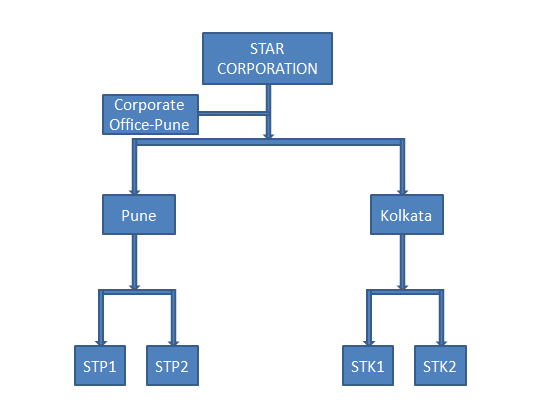 STAR
CORPORATION
Corporate
Office-Pune
Pune
Kolkata
STP1
STP2
STK1
STK2